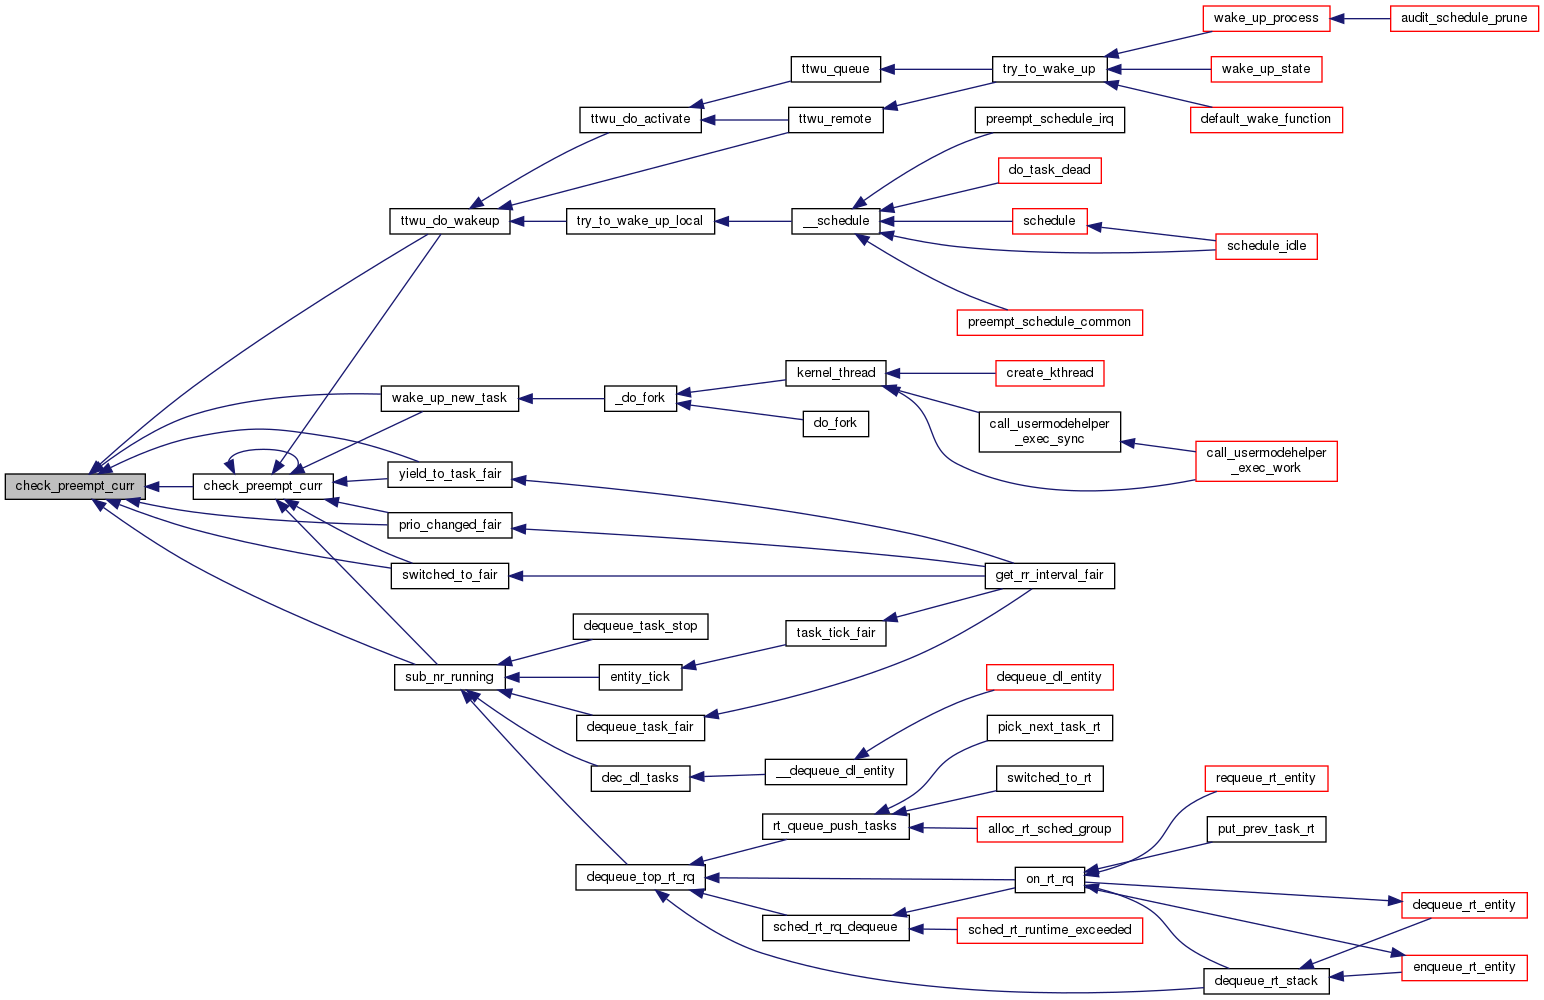 wake_up_process
audit_schedule_prune
ttwu_queue
try_to_wake_up
wake_up_state
ttwu_do_activate
ttwu_remote
preempt_schedule_irq
default_wake_function
do_task_dead
ttwu_do_wakeup
try_to_wake_up_local
__schedule
schedule
schedule_idle
preempt_schedule_common
kernel_thread
create_kthread
wake_up_new_task
_do_fork
do_fork
call_usermodehelper
_exec_sync
call_usermodehelper
_exec_work
check_preempt_curr
check_preempt_curr
yield_to_task_fair
prio_changed_fair
switched_to_fair
get_rr_interval_fair
dequeue_task_stop
task_tick_fair
sub_nr_running
entity_tick
dequeue_dl_entity
dequeue_task_fair
pick_next_task_rt
dec_dl_tasks
__dequeue_dl_entity
switched_to_rt
requeue_rt_entity
rt_queue_push_tasks
alloc_rt_sched_group
put_prev_task_rt
dequeue_top_rt_rq
on_rt_rq
dequeue_rt_entity
sched_rt_rq_dequeue
sched_rt_runtime_exceeded
enqueue_rt_entity
dequeue_rt_stack